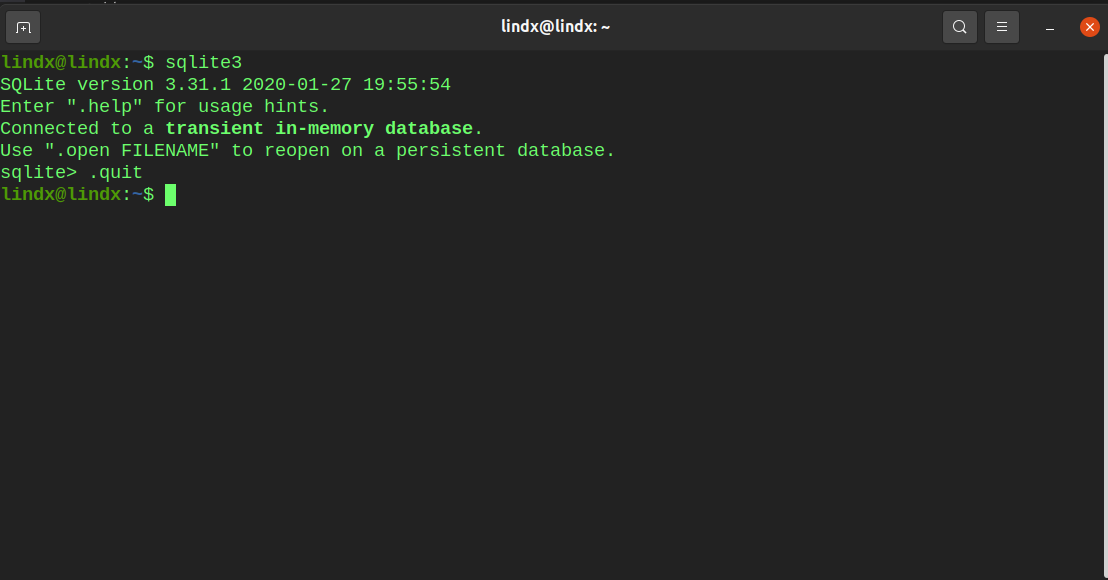 lindx@lindx: ~
lindx@lindx:~$ sqlite3
SQLite version 3.31.1 2020-01-27 19:55:54
Enter ".help" for usage hints.
Connected to a transient in-memory database.
Use ".open FILENAME" to reopen on a persistent database.
sqlite> .quit
lindx@lindx:~$